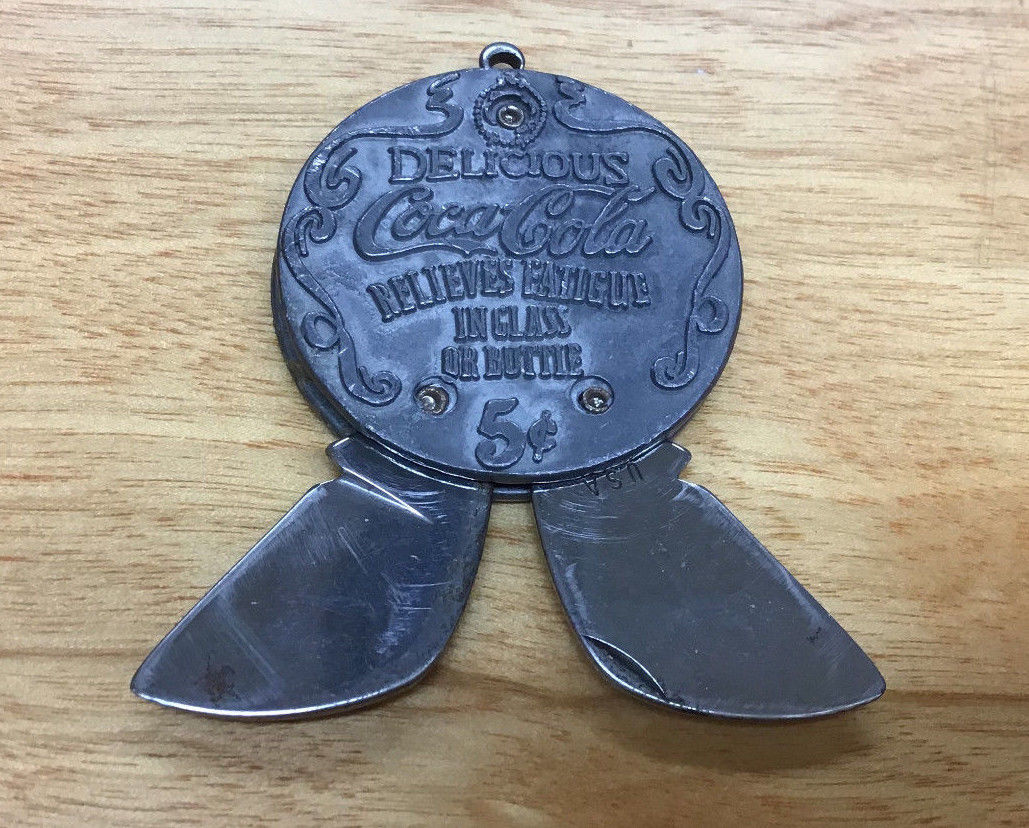 DELICIOUS
Coca-Cola
RELIEVES FATIGUE
IN GLASS
OR BOTTLE
5¢
USA